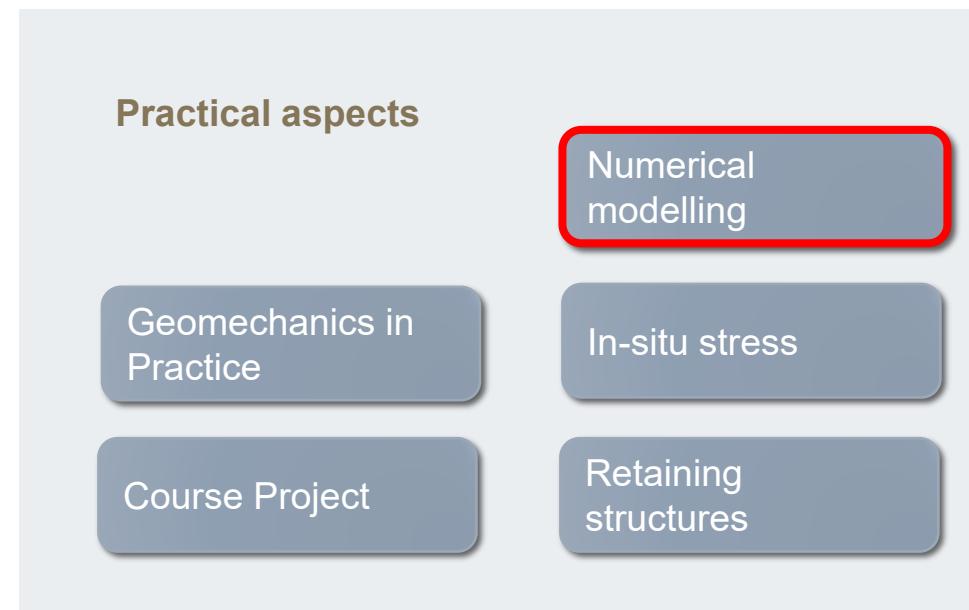 Practical aspects
Numerical
modelling
Geomechanics in
Practice
In-situ stress
Course Project
Retaining
structures